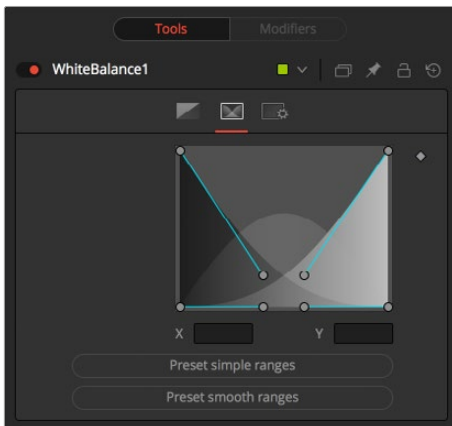 Tools Modifiers
WhiteBalance1
X Y
Preset simple ranges
Preset smooth ranges